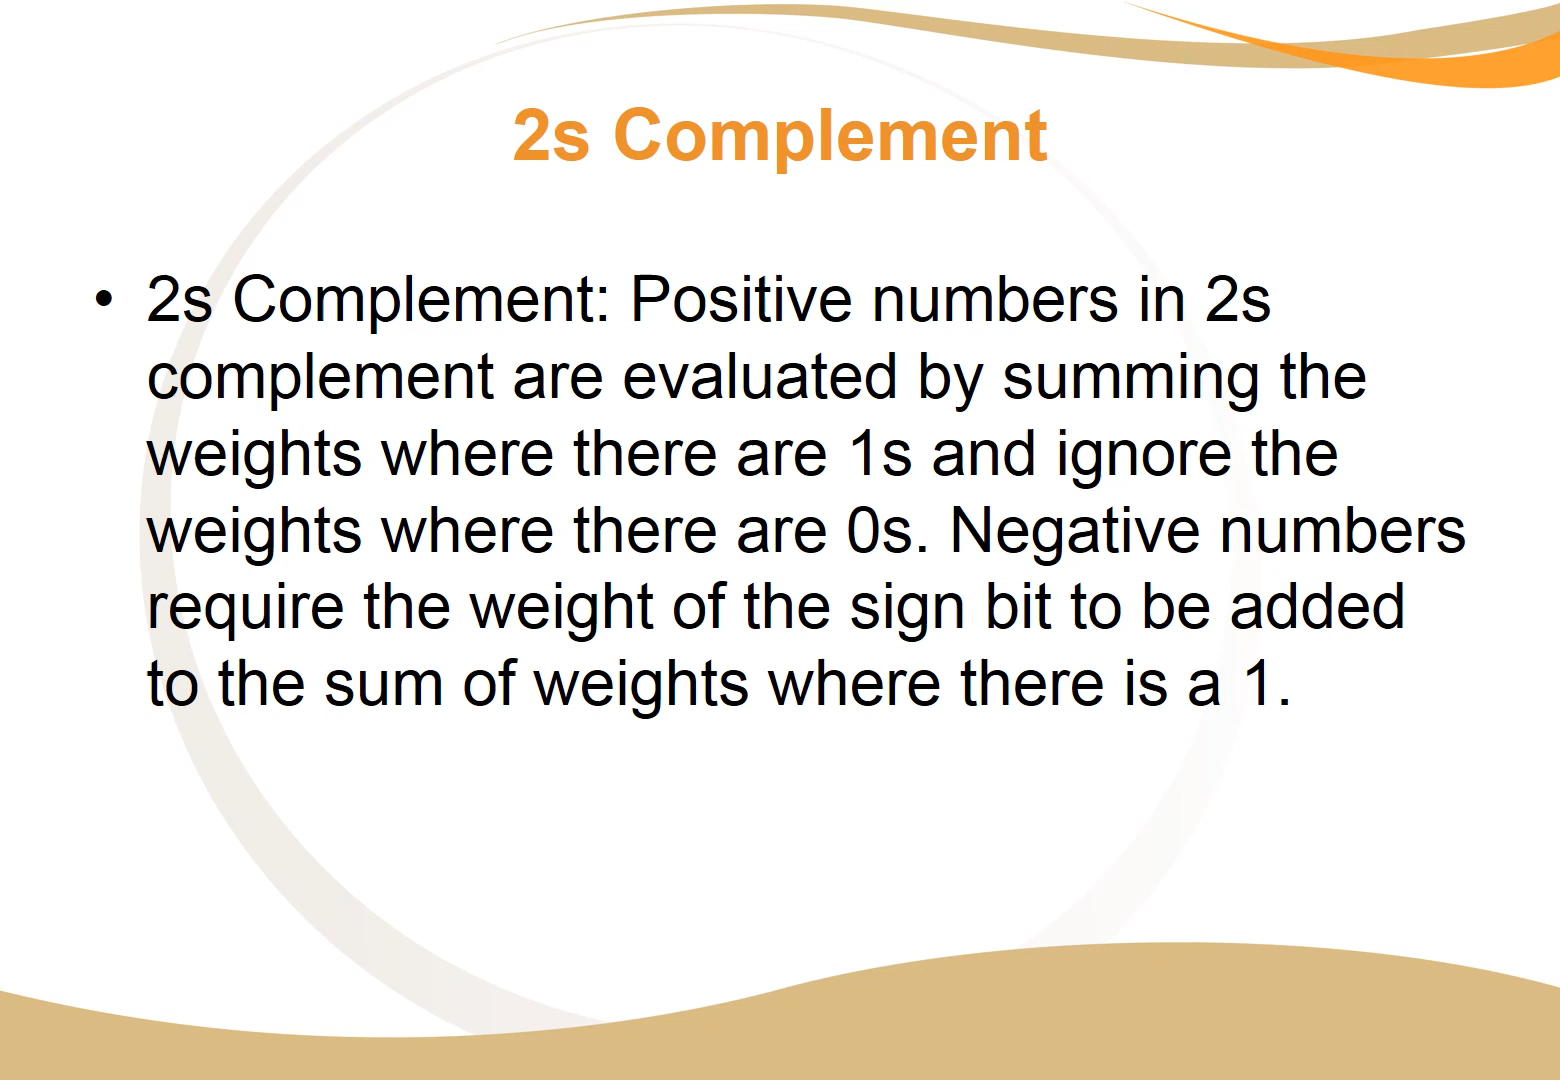 2s Complement
• 2s Complement: Positive numbers in 2s
complement are evaluated by summing the
weights where there are 1s and ignore the
weights where there are 0s. Negative numbers
require the weight of the sign bit to be added
to the sum of weights where there is a 1.